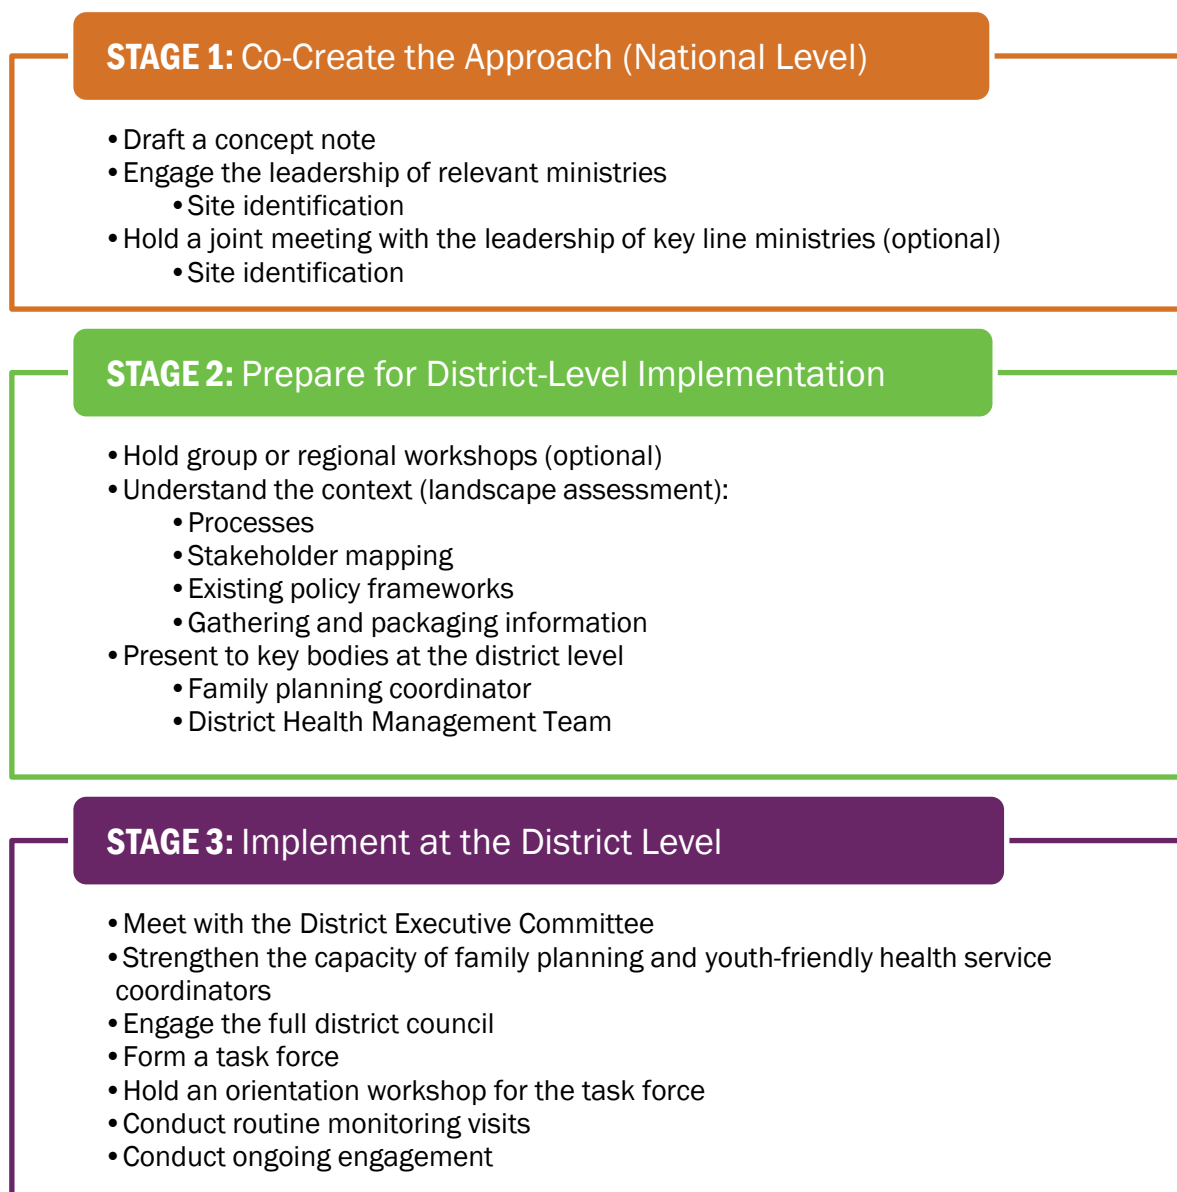 STAGE 1: Co-Create the Approach (National Level)
•Draft a concept note
•Engage the leadership of relevant ministries
•Site identification
•Hold a joint meeting with the leadership of key line ministries (optional)
•Site identification
STAGE 2: Prepare for District-Level Implementation
•Hold group or regional workshops (optional)
•Understand the context (landscape assessment):
•Processes
•Stakeholder mapping
•Existing policy frameworks
•Gathering and packaging information
•Present to key bodies at the district level
•Family planning coordinator
•District Health Management Team
STAGE 3: Implement at the District Level
•Meet with the District Executive Committee
•Strengthen the capacity of family planning and youth-friendly health service
coordinators
•Engage the full district council
•Form a task force
•Hold an orientation workshop for the task force
•Conduct routine monitoring visits
•Conduct ongoing engagement